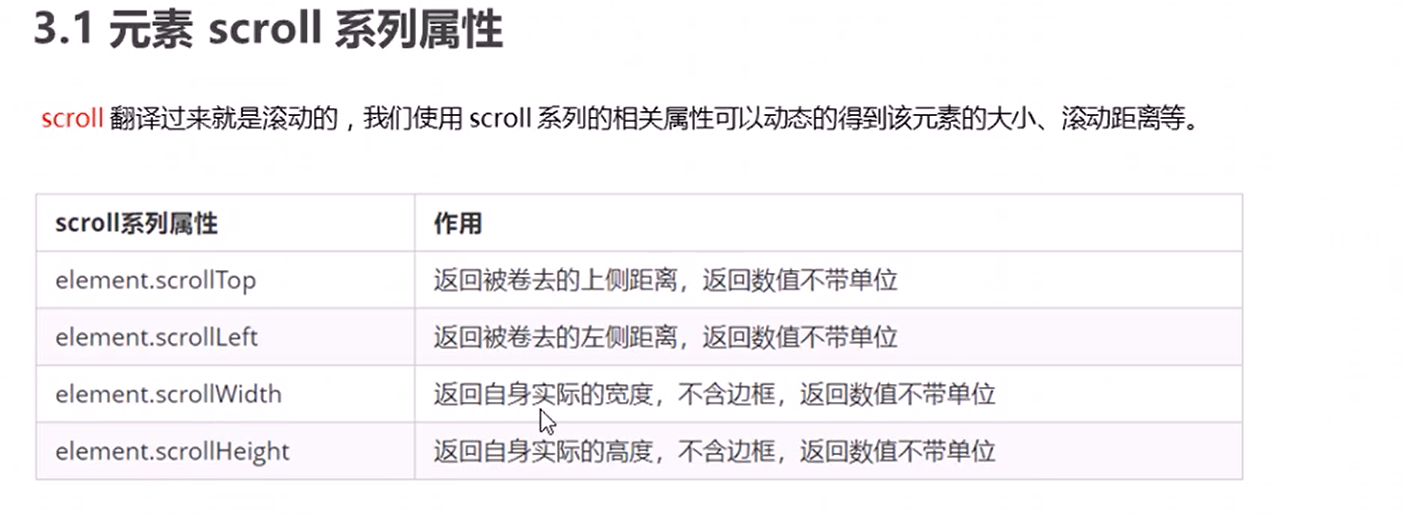 3.1 元素 scroll 系列属性
scroll 翻译过来就是滚动的，我们使用 scroll 系列的相关属性可以动态的得到该元素的大小、滚动距离等。
scroll系列属性 作用
element.scrollTop 返回被卷去的上侧距离，返回数值不带单位
element.scrollLeft 返回被卷去的左侧距离，返回数值不带单位
element.scrollWidth 返回自身实际的宽度，不含边框，返回数值不带单位
element.scrollHeight 返回自身实际的高度，不含边框，返回数值不带单位